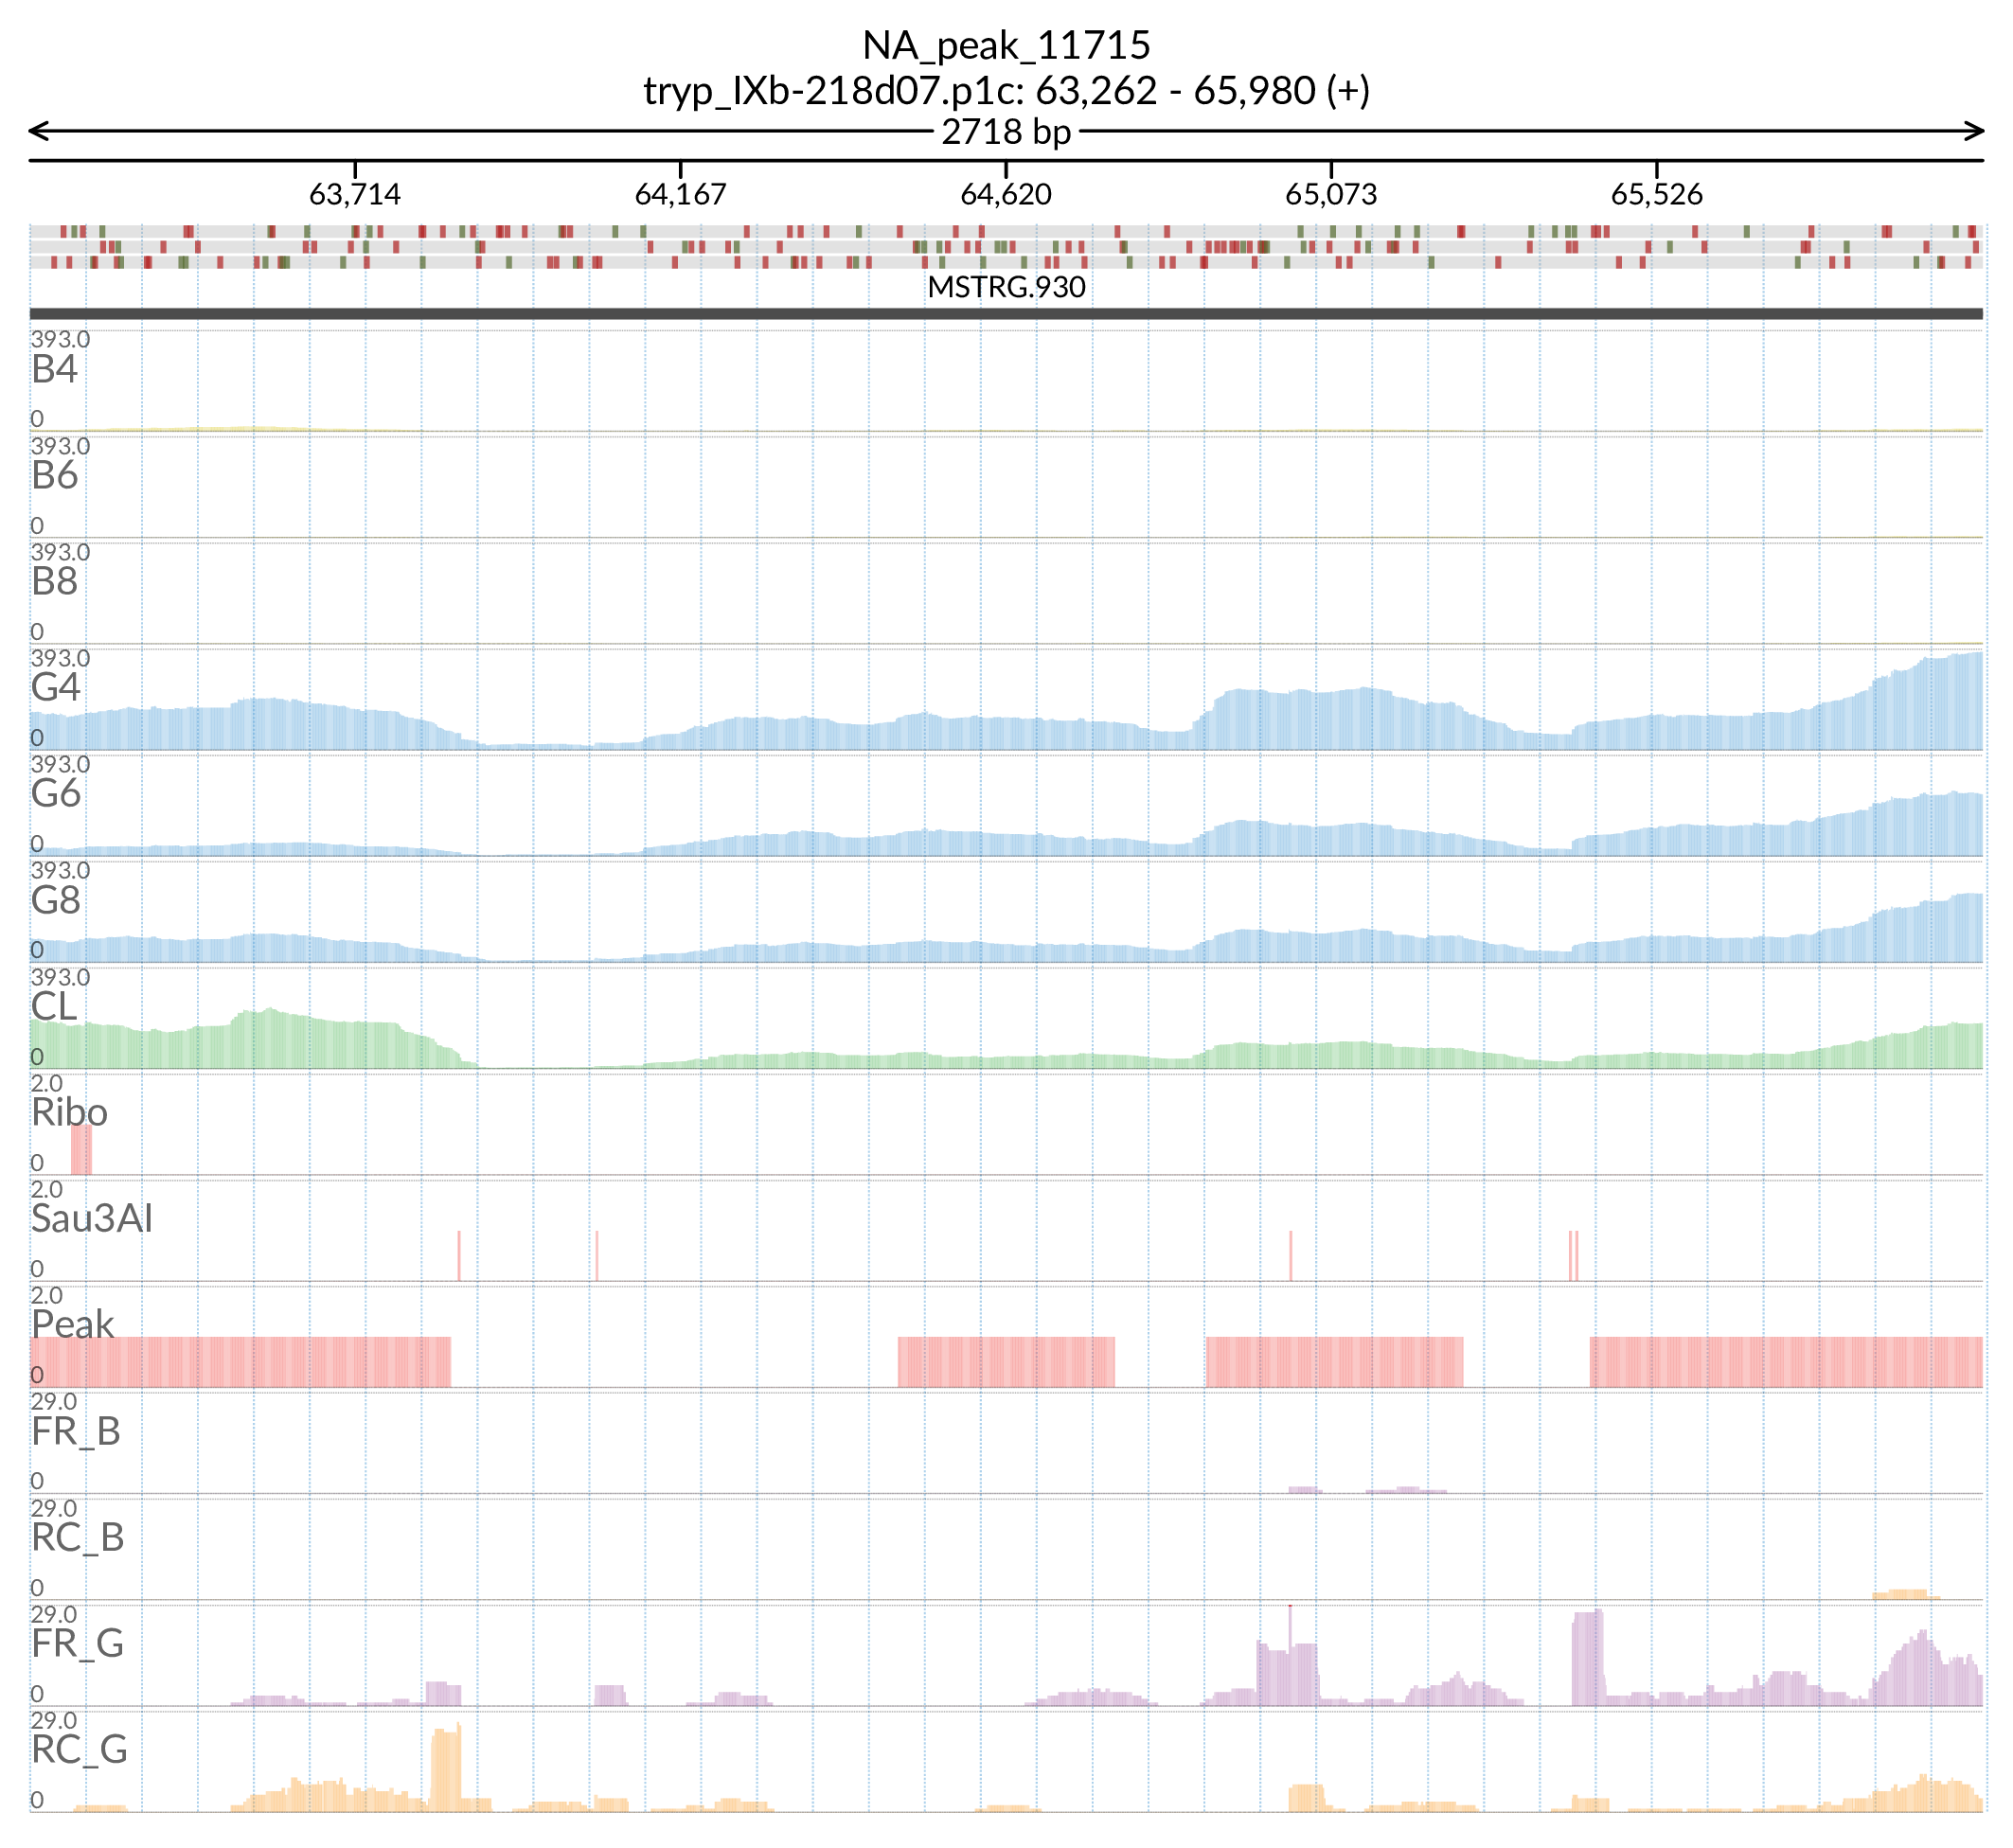 NA_peak_11715
tryp_IXb-218d07.p1c: 63,262 - 65,980 (+)
2718 bp
63,714 64,167 64,620 65,073 65,526
MSTRG.930
393.0
B4
0
393.0
B6
0
393.0
B8
0
393.0
G4
0
393.0
G6
0
393.0
G8
0
393.0
CL
0
2.0
Ribo
0
2.0
Sau3AI
0
2.0
Peak
0
29.0
FR_B
0
29.0
RC_B
0
29.0
FR_G
0
29.0
RC_G
0